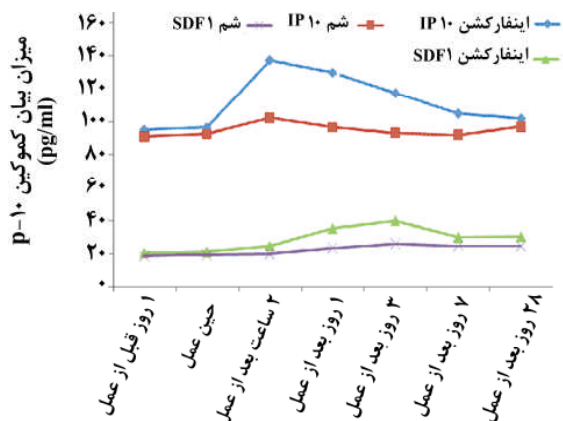 اینفارکشن IP ۱۰
شم IP ۱۰
شم SDF۱
اینفارکشن SDF۱
میزان بیان کموکین p-۱۰
(pg/ml)
۱۶۰
۱۴۰
۱۲۰
۱۰۰
۸۰
۶۰
۴۰
۲۰
۰
۱ روز قبل از عمل
حین عمل
۲ ساعت بعد از عمل
۱ روز بعد از عمل
۳ روز بعد از عمل
۷ روز بعد از عمل
۲۸ روز بعد از عمل